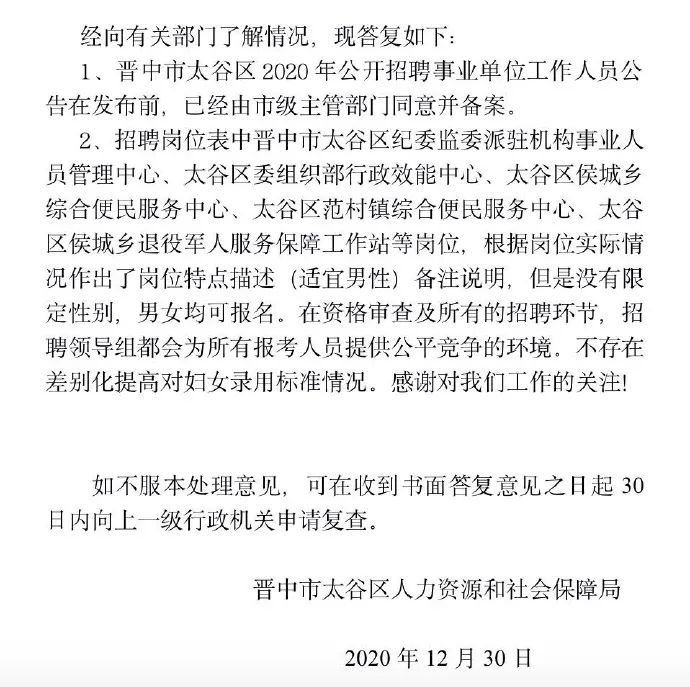 经向有关部门了解情况，现答复如下：
1、晋中市太谷区 2020 年公开招聘事业单位工作人员公
告在发布前，已经由市级主管部门同意并备案。
2、招聘岗位表中晋中市太谷区纪委监委派驻机构事业人
员管理中心、太谷区委组织部行政效能中心、太谷区侯城乡
综合便民服务中心、太谷区范村镇综合便民服务中心、太谷
区侯城乡退役军人服务保障工作站等岗位，根据岗位实际情
况作出了岗位特点描述（适宜男性）备注说明，但是没有限
定性别，男女均可报名。在资格审查及所有的招聘环节，招
聘领导组都会为所有报考人员提供公平竞争的环境。不存在
差别化提高对妇女录用标准情况。感谢对我们工作的关注!
如不服本处理意见，可在收到书面答复意见之日起 30
日内向上一级行政机关申请复查。
晋中市太谷区人力资源和社会保障局
2020 年 12 月 30 日